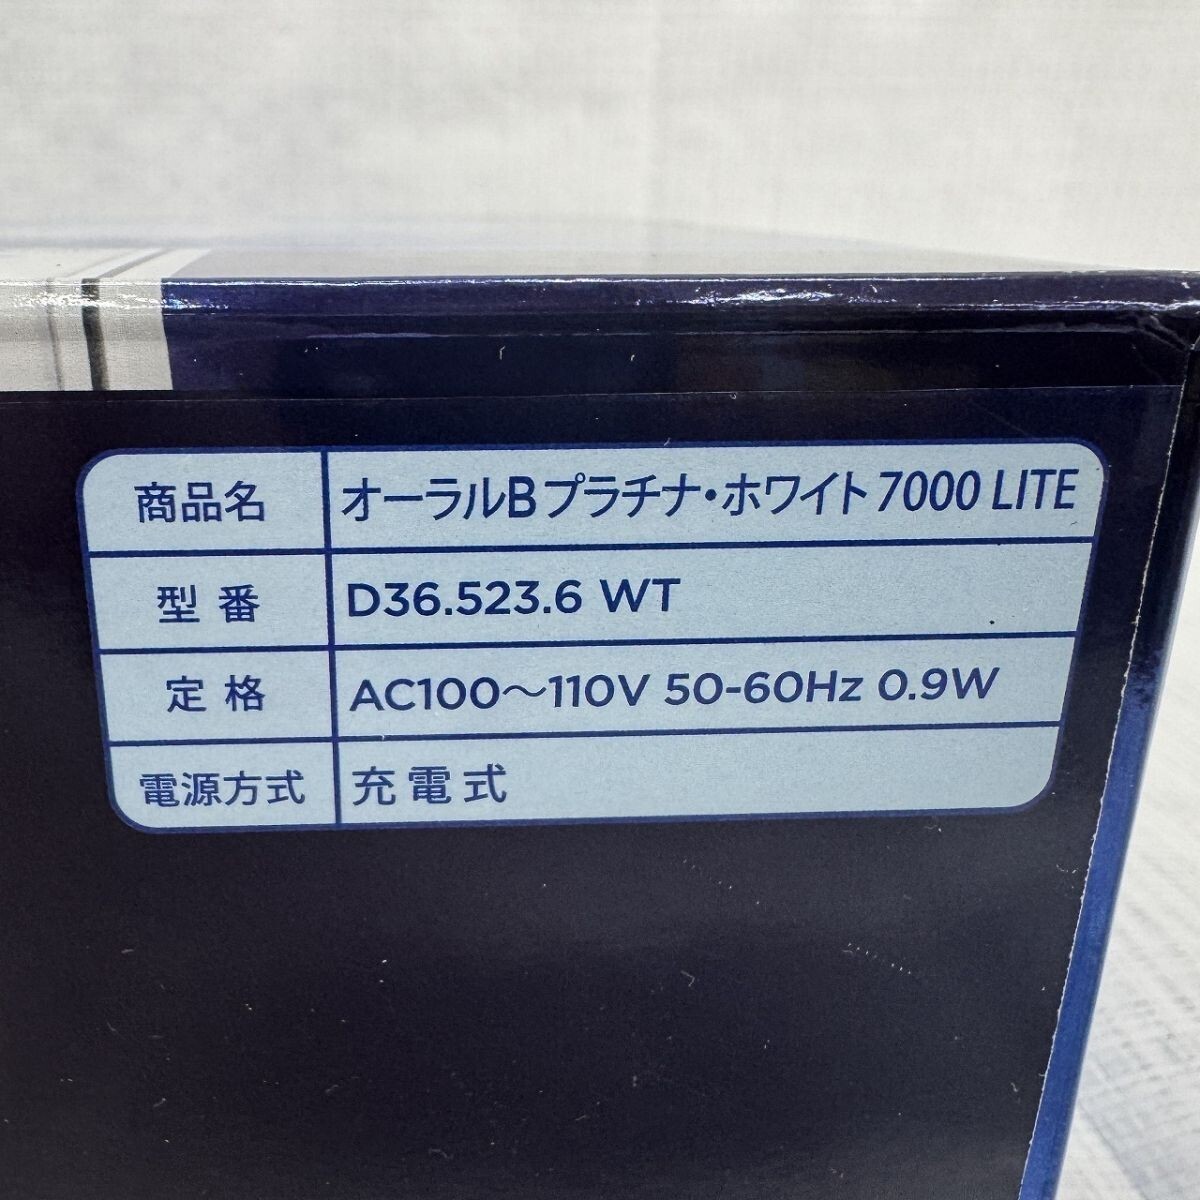 商品名 オーラルB プラチナ・ホワイト 7000 LITE
型番 D36.523.6 WT
定格 AC100〜110V 50-60Hz 0.9W
電源方式 充電式